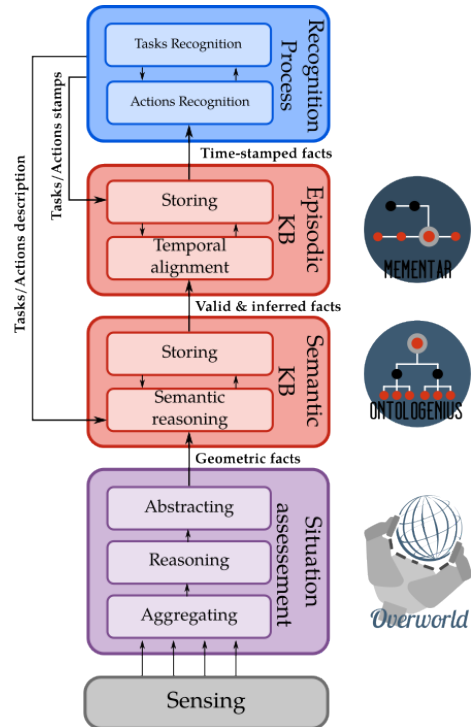 Tasks Recognition
Actions Recognition
Recognition
Process
Time-stamped facts
Tasks/Actions stamps
Tasks/Actions description
Storing
Temporal
alignment
Episodic
KB
MEMENTAR
Valid & inferred facts
Storing
Semantic
reasoning
Semantic
KB
ONTOLOGENIUS
Geometric facts
Abstracting
Reasoning
Aggregating
Situation
assessement
Overworld
Sensing